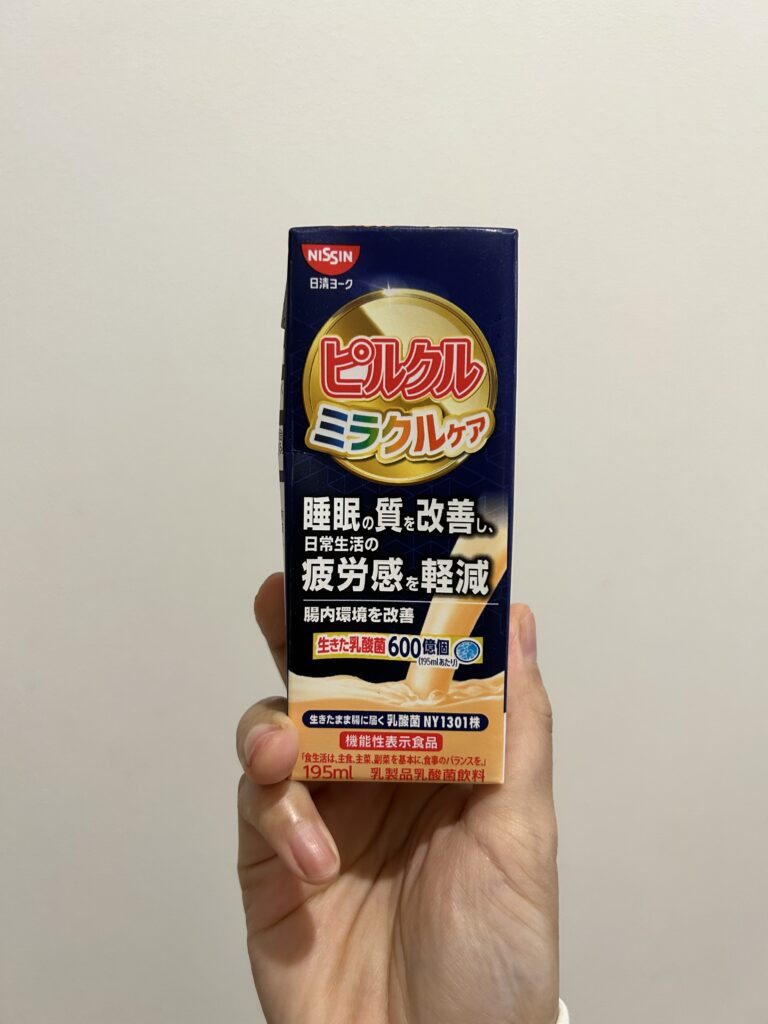 NISSIN
日清ヨーク
ピルクル
ミラクルケア
睡眠の質を改善し、
日常生活の
疲労感を軽減
腸内環境を改善
生きた乳酸菌600億個
(195mlあたり)
生きたまま腸に届く乳酸菌 NY1301株
機能性表示食品
「食生活は、主食、主菜、副菜を基本に、食事のバランスを。」
195ml 乳製品乳酸菌飲料